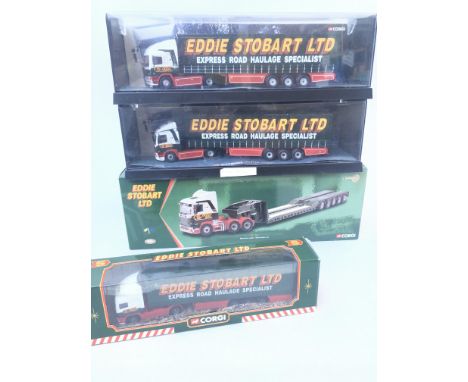 CORGI
EDDIE STOBART LTD
EXPRESS ROAD HAULAGE SPECIALIST
EDDIE STOBART LTD
EXPRESS ROAD HAULAGE SPECIALIST
EDDIE
STOBART
LTD
CORGI
EDDIE STOBART LTD
EXPRESS ROAD HAULAGE SPECIALIST
CORGI